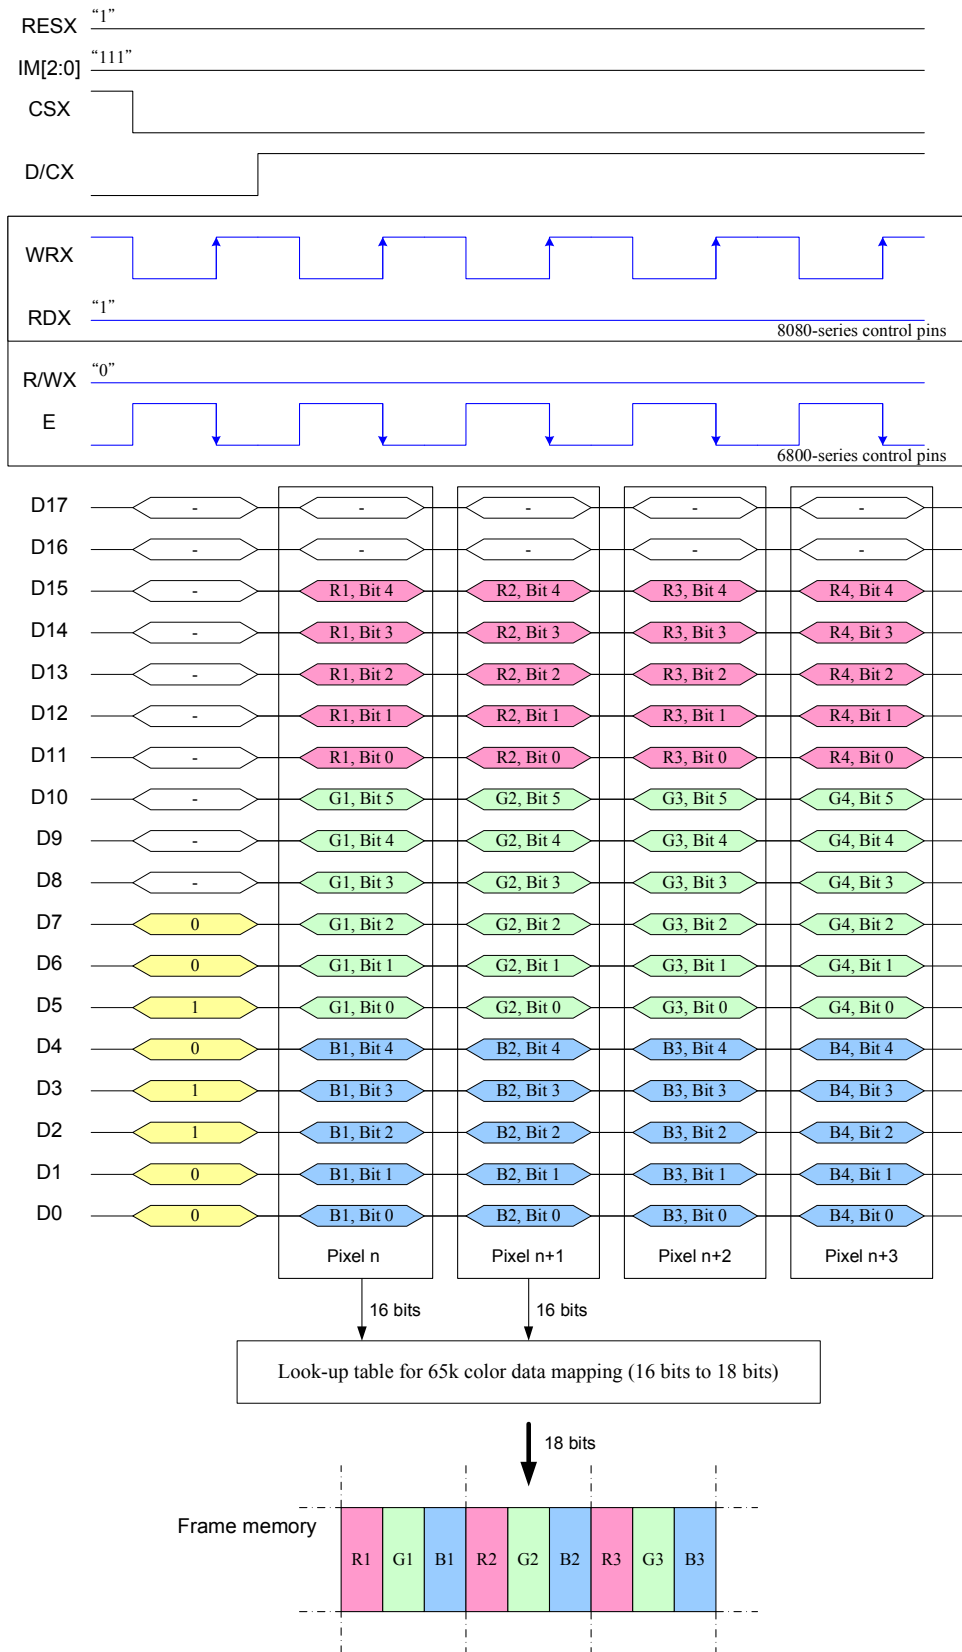 RESX “1”
IM[2:0] “111”
CSX
D/CX
WRX
RDX “1”
8080-series control pins
R/WX “0”
E
6800-series control pins
D17 - - - - -
D16 - - - - -
D15 - R1, Bit 4 R2, Bit 4 R3, Bit 4 R4, Bit 4
D14 - R1, Bit 3 R2, Bit 3 R3, Bit 3 R4, Bit 3
D13 - R1, Bit 2 R2, Bit 2 R3, Bit 2 R4, Bit 2
D12 - R1, Bit 1 R2, Bit 1 R3, Bit 1 R4, Bit 1
D11 - R1, Bit 0 R2, Bit 0 R3, Bit 0 R4, Bit 0
D10 - G1, Bit 5 G2, Bit 5 G3, Bit 5 G4, Bit 5
D9 - G1, Bit 4 G2, Bit 4 G3, Bit 4 G4, Bit 4
D8 - G1, Bit 3 G2, Bit 3 G3, Bit 3 G4, Bit 3
D7 0 G1, Bit 2 G2, Bit 2 G3, Bit 2 G4, Bit 2
D6 0 G1, Bit 1 G2, Bit 1 G3, Bit 1 G4, Bit 1
D5 1 G1, Bit 0 G2, Bit 0 G3, Bit 0 G4, Bit 0
D4 0 B1, Bit 4 B2, Bit 4 B3, Bit 4 B4, Bit 4
D3 1 B1, Bit 3 B2, Bit 3 B3, Bit 3 B4, Bit 3
D2 1 B1, Bit 2 B2, Bit 2 B3, Bit 2 B4, Bit 2
D1 0 B1, Bit 1 B2, Bit 1 B3, Bit 1 B4, Bit 1
D0 0 B1, Bit 0 B2, Bit 0 B3, Bit 0 B4, Bit 0
Pixel n Pixel n+1 Pixel n+2 Pixel n+3
16 bits 16 bits
Look-up table for 65k color data mapping (16 bits to 18 bits)
18 bits
Frame memory
R1 G1 B1 R2 G2 B2 R3 G3 B3